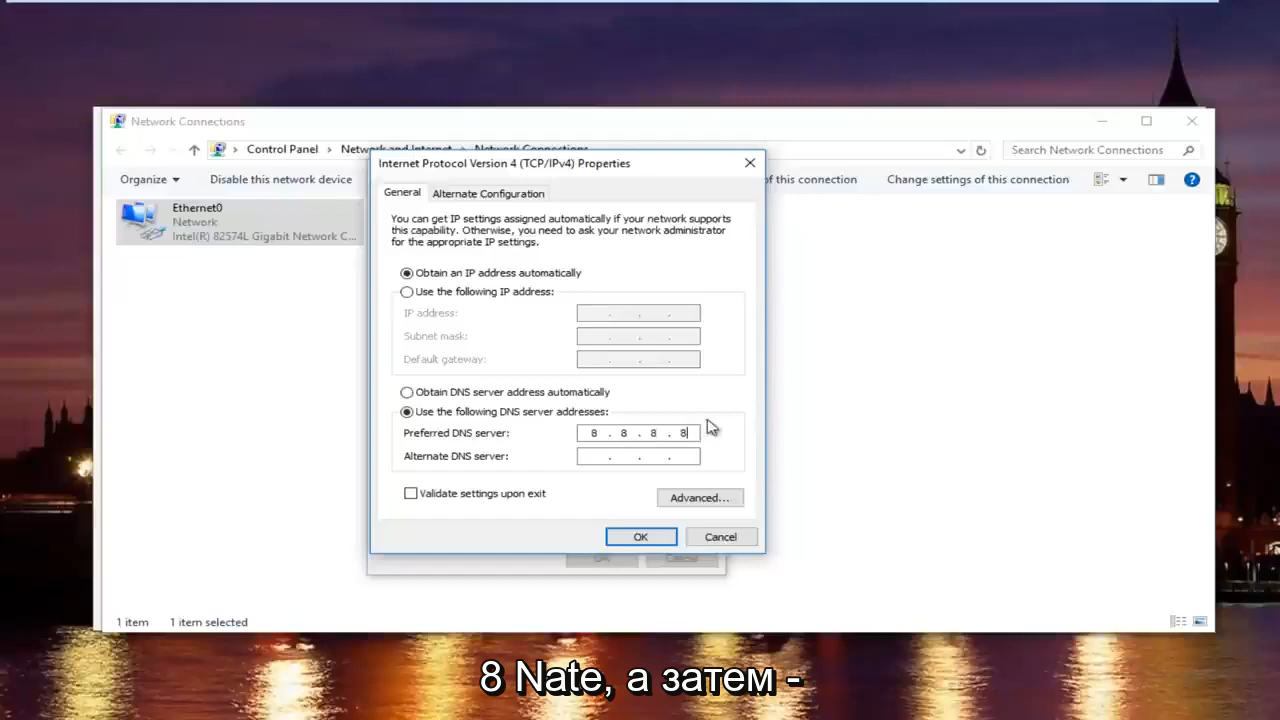 Network Connections
Control Panel
Network and Internet
Network Connections
Search Network Connections
Internet Protocol Version 4 (TCP/IPv4) Properties
Organize
Disable this network device
of this connection
Change settings of this connection
General
Alternate Configuration
Ethernet0
Network
Intel(R) 82574L Gigabit Network C...
You can get IP settings assigned automatically if your network supports
this capability. Otherwise, you need to ask your network administrator
for the appropriate IP settings.
Obtain an IP address automatically
Use the following IP address:
IP address: . . .
Subnet mask: . . .
Default gateway: . . .
Obtain DNS server address automatically
Use the following DNS server addresses:
Preferred DNS server: 8 . 8 . 8 . 8
Alternate DNS server: . . .
Validate settings upon exit
Advanced...
OK
Cancel
1 item
1 item selected
8 Nate, а затем -